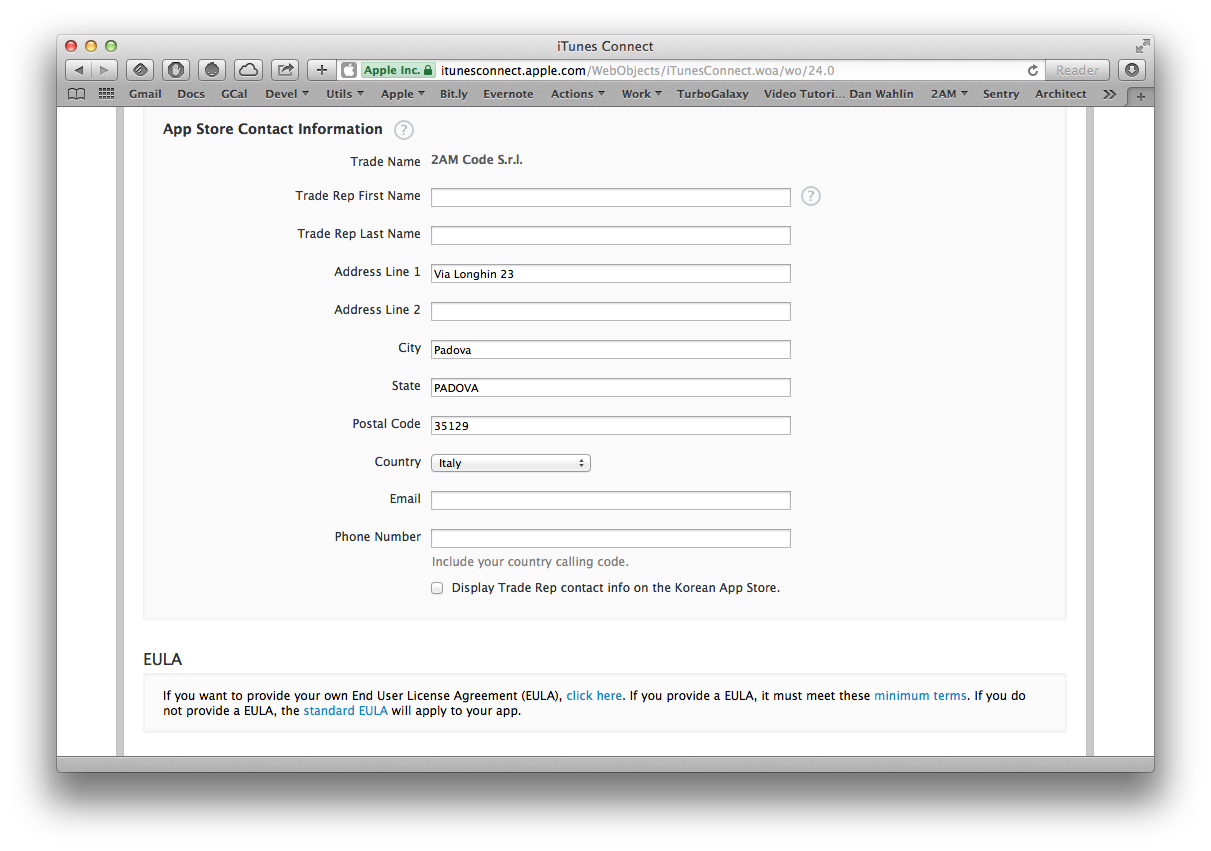 iTunes Connect
Apple Inc. itunesconnect.apple.com/WebObjects/iTunesConnect.woa/wo/24.0 Reader
Gmail Docs GCal Devel Utils Apple Bit.ly Evernote Actions Work TurboGalaxy Video Tutori... Dan Wahlin 2AM Sentry Architect
App Store Contact Information ?
Trade Name 2AM Code S.r.l.
Trade Rep First Name ?
Trade Rep Last Name
Address Line 1 Via Longhin 23
Address Line 2
City Padova
State PADOVA
Postal Code 35129
Country Italy
Email
Phone Number
Include your country calling code.
Display Trade Rep contact info on the Korean App Store.
EULA
If you want to provide your own End User License Agreement (EULA), click here. If you provide a EULA, it must meet these minimum terms. If you do
not provide a EULA, the standard EULA will apply to your app.